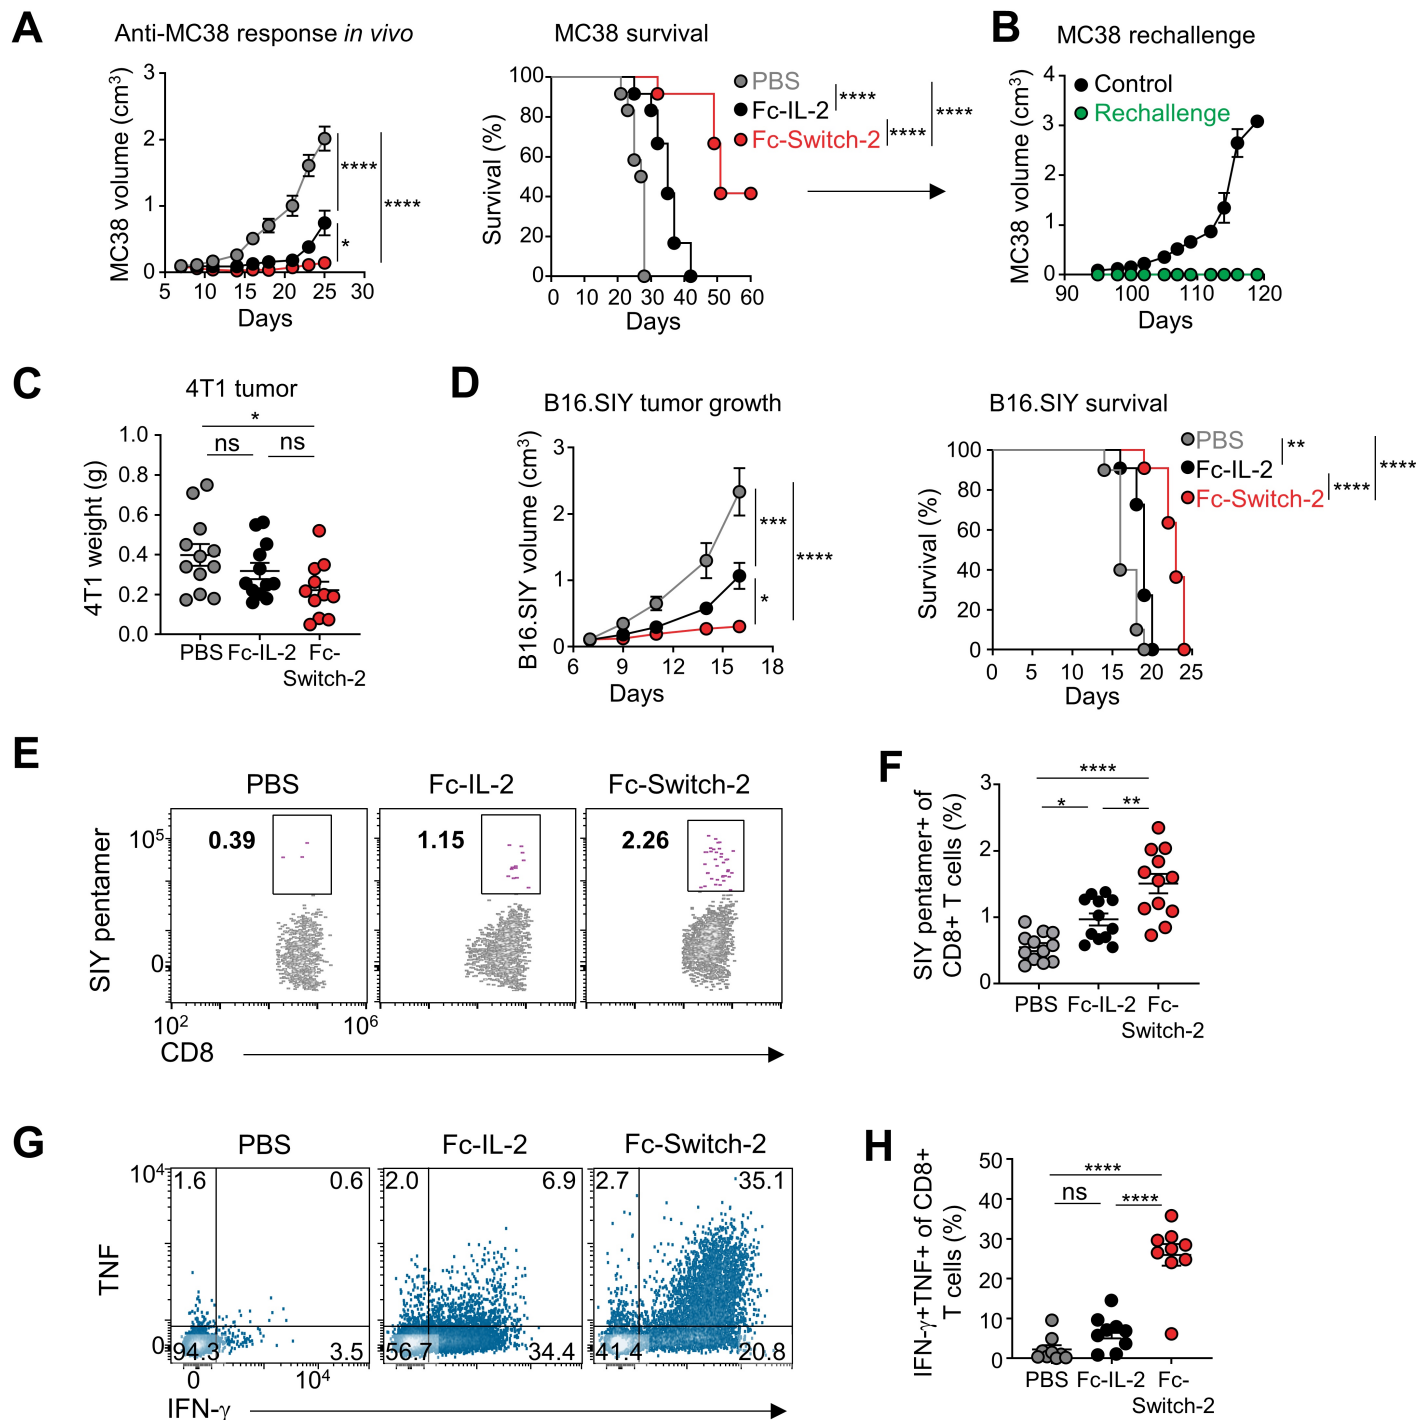 A
Anti-MC38 response in vivo
MC38 volume (cm3)
3
2
1
0
5 10 15 20 25 30
Days
****
*
****
MC38 survival
Survival (%)
100
80
60
40
20
0
0 10 20 30 40 50 60
Days
PBS
Fc-IL-2
Fc-Switch-2
****
****
****
B
MC38 rechallenge
MC38 volume (cm3)
4
3
2
1
0
90 100 110 120
Days
Control
Rechallenge
C
4T1 tumor
4T1 weight (g)
1.0
0.8
0.6
0.4
0.2
0.0
*
ns
ns
PBS Fc-IL-2 Fc-
Switch-2
D
B16.SIY tumor growth
B16.SIY volume (cm3)
3
2
1
0
6 9 12 15 18
Days
***
*
****
B16.SIY survival
Survival (%)
100
80
60
40
20
0
0 5 10 15 20 25
Days
PBS
Fc-IL-2
Fc-Switch-2
**
****
****
E
PBS Fc-IL-2 Fc-Switch-2
SIY pentamer
105
0
0.39
1.15
2.26
102 106
CD8
F
SIY pentamer+ of
CD8+ T cells (%)
3
2
1
0
****
*
**
PBS Fc-IL-2 Fc-
Switch-2
G
PBS Fc-IL-2 Fc-Switch-2
TNF
104
0
1.6 0.6
94.3 3.5
2.0 6.9
56.7 34.4
2.7 35.1
41.4 20.8
0 104
IFN-γ
H
IFN-γ+TNF+ of CD8+
T cells (%)
50
40
30
20
10
0
****
ns
****
PBS Fc-IL-2 Fc-
Switch-2